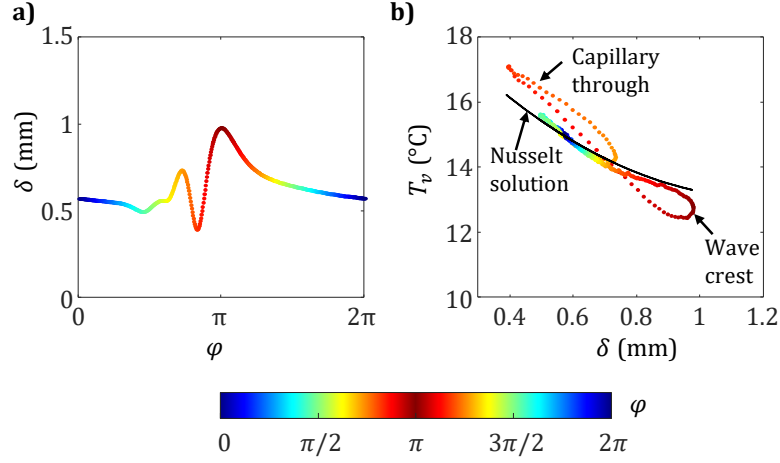 a)
δ (mm)
1.5
1
0.5
0
0
π
2π
φ
b)
T_v (°C)
18
16
14
12
10
Capillary
through
Nusselt
solution
Wave
crest
0.4
0.6
0.8
1
1.2
δ (mm)
φ
0
π/2
π
3π/2
2π